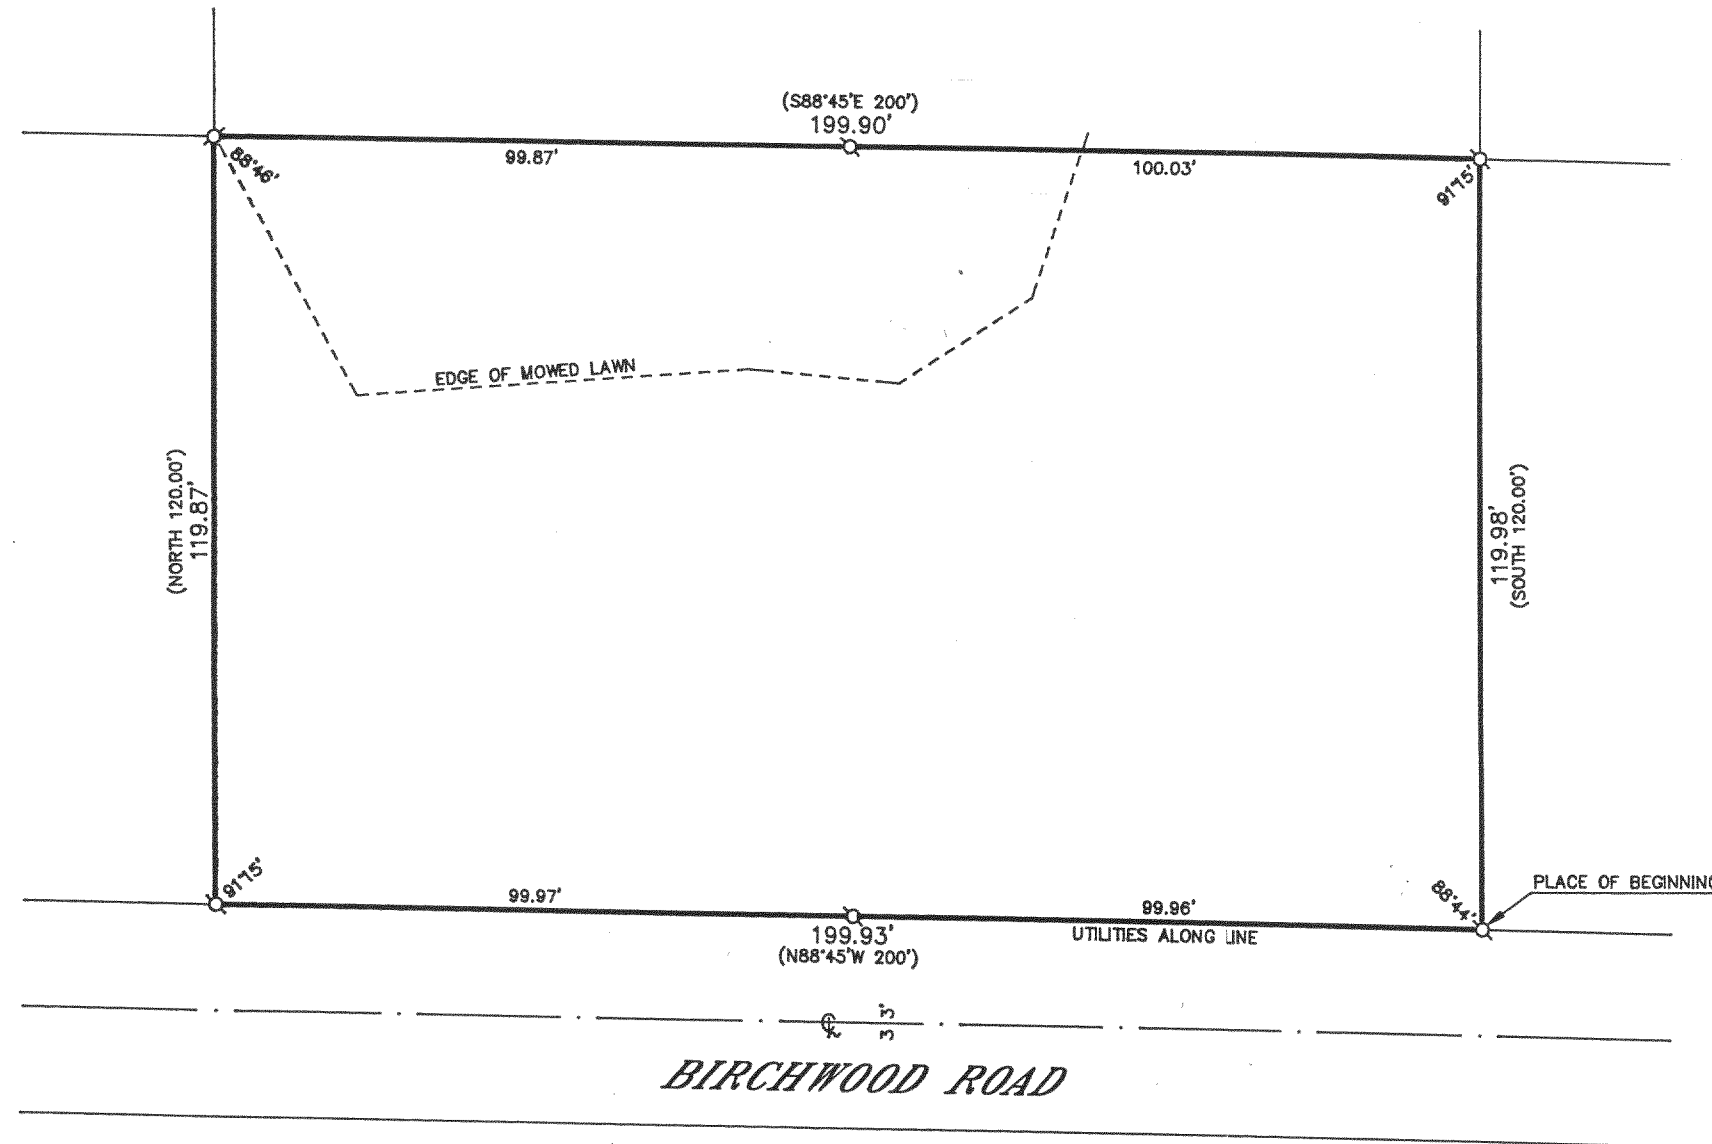 (S88°45'E 200')
199.90'
99.87'
100.03'
88°46'
91°15'
EDGE OF MOWED LAWN
(NORTH 120.00')
119.87'
119.98'
(SOUTH 120.00')
91°15'
88°44'
PLACE OF BEGINNING
99.97'
99.96'
199.93'
(N88°45'W 200')
UTILITIES ALONG LINE
33'
BIRCHWOOD ROAD